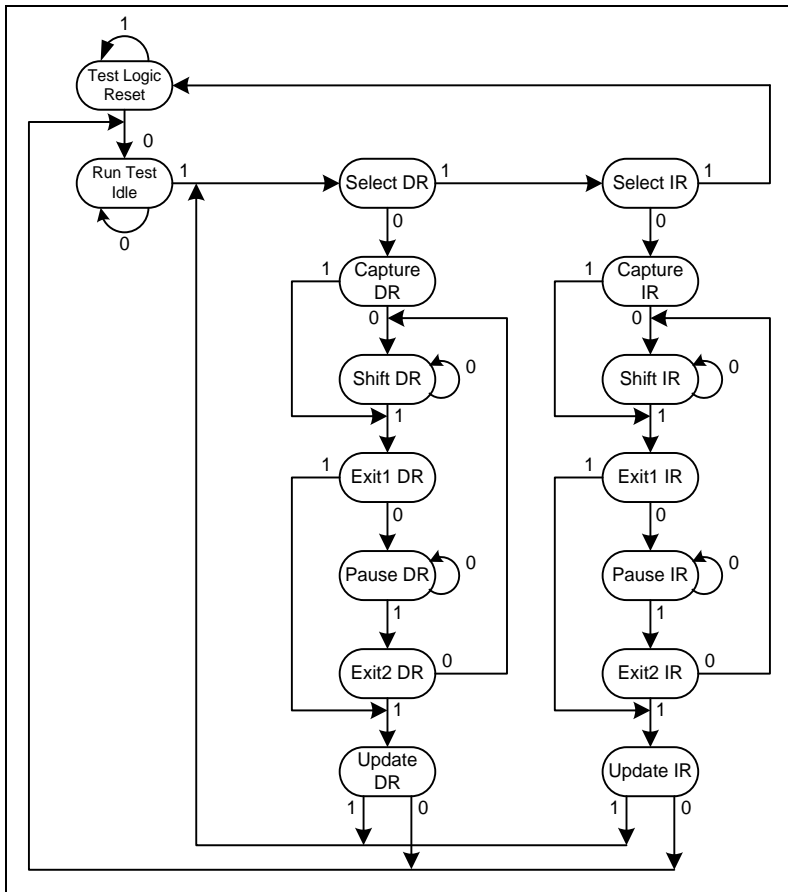 1
Test Logic
Reset
0
Run Test
Idle
1
0
Select DR
1
0
Select IR
1
0
Capture
DR
1
0
Capture
IR
1
0
Shift DR
0
1
Shift IR
0
1
Exit1 DR
1
0
Exit1 IR
1
0
Pause DR
0
1
Pause IR
0
1
Exit2 DR
0
1
Exit2 IR
0
1
Update
DR
1
0
Update IR
1
0